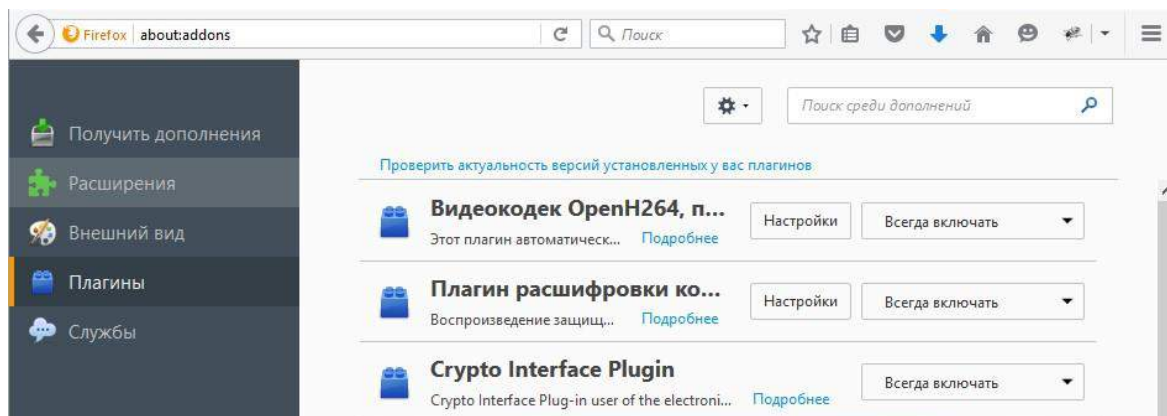 Firefox about:addons Поиск
Поиск среди дополнений
Получить дополнения
Расширения
Внешний вид
Плагины
Службы
Проверить актуальность версий установленных у вас плагинов
Видеокодек OpenH264, п...
Этот плагин автоматическ... Подробнее
Настройки
Всегда включать
Плагин расшифровки ко...
Воспроизведение защищ... Подробнее
Настройки
Всегда включать
Crypto Interface Plugin
Crypto Interface Plug-in user of the electroni... Подробнее
Всегда включать